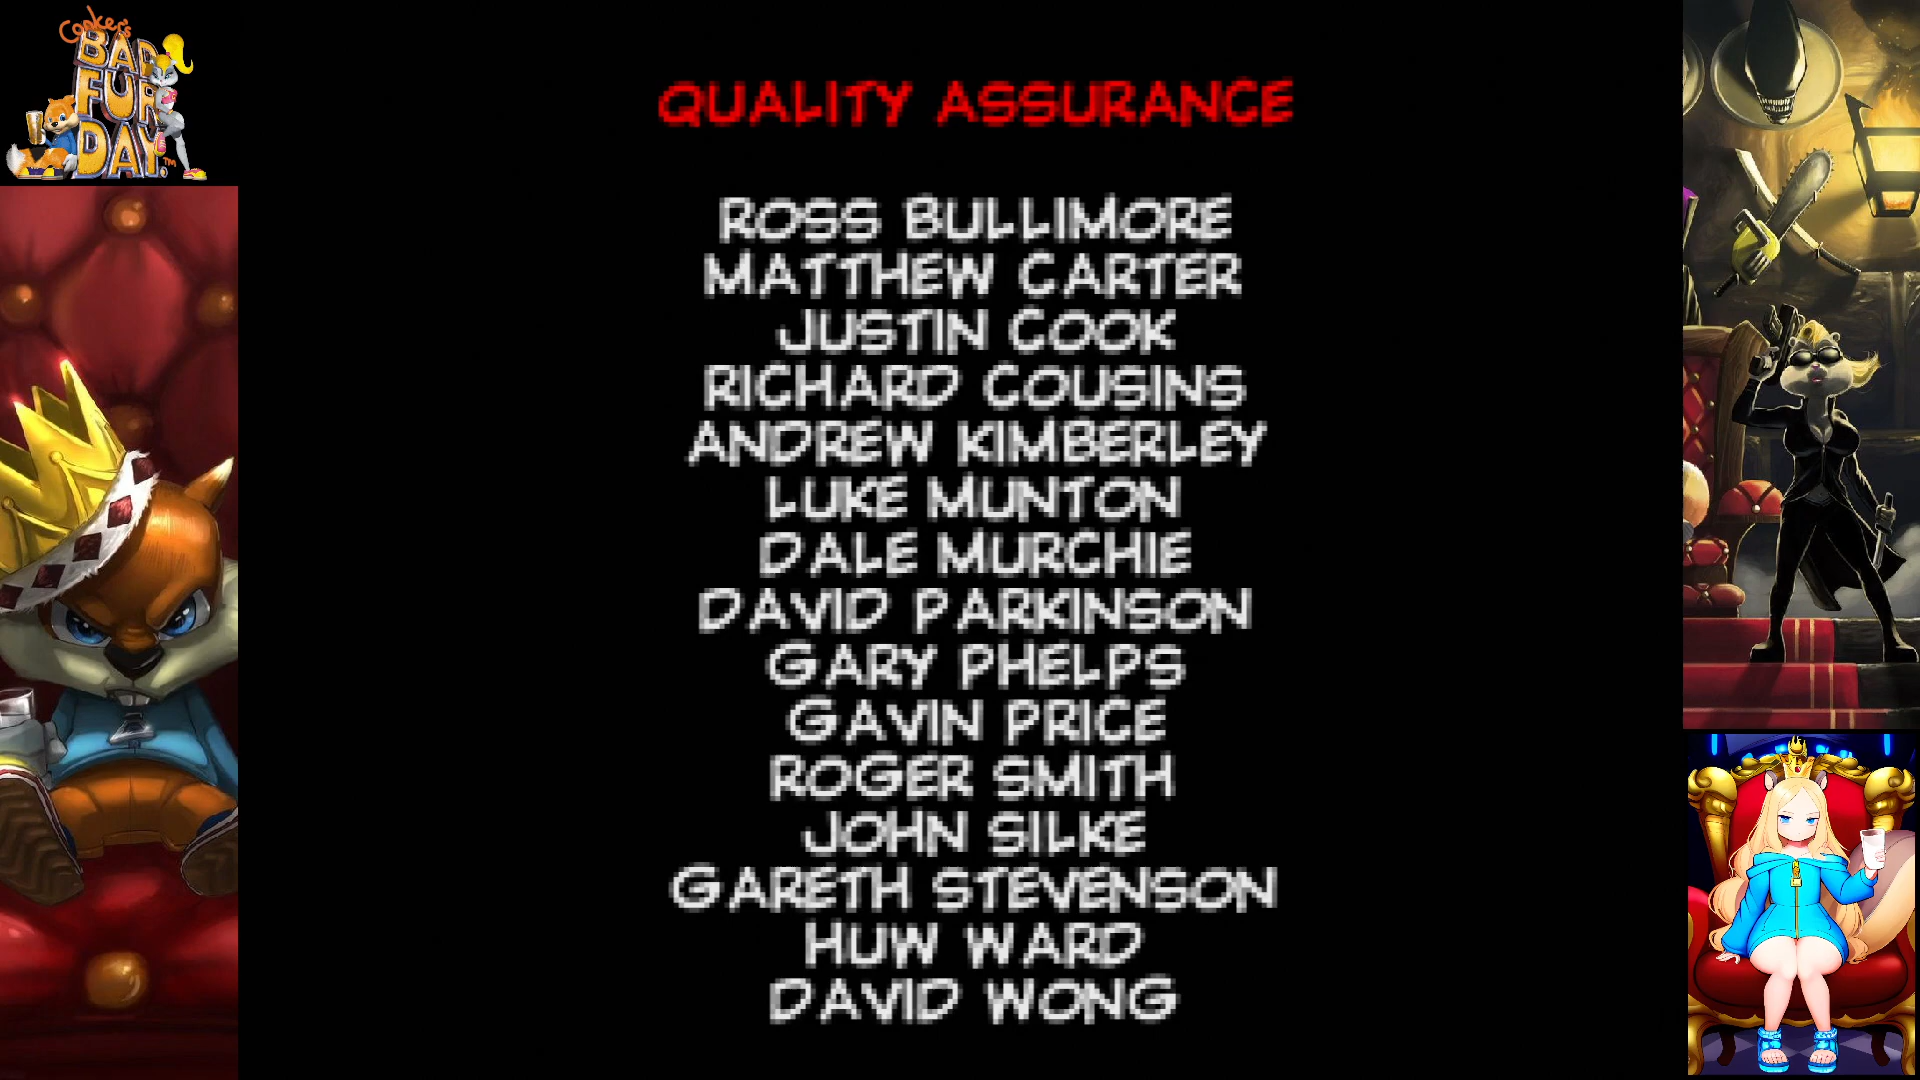 Conker's
BAD
FUR
DAY.™
QUALITY ASSURANCE
ROSS BULLIMORE
MATTHEW CARTER
JUSTIN COOK
RICHARD COUSINS
ANDREW KIMBERLEY
LUKE MUNTON
DALE MURCHIE
DAVID PARKINSON
GARY PHELPS
GAVIN PRICE
ROGER SMITH
JOHN SILKE
GARETH STEVENSON
HUW WARD
DAVID WONG